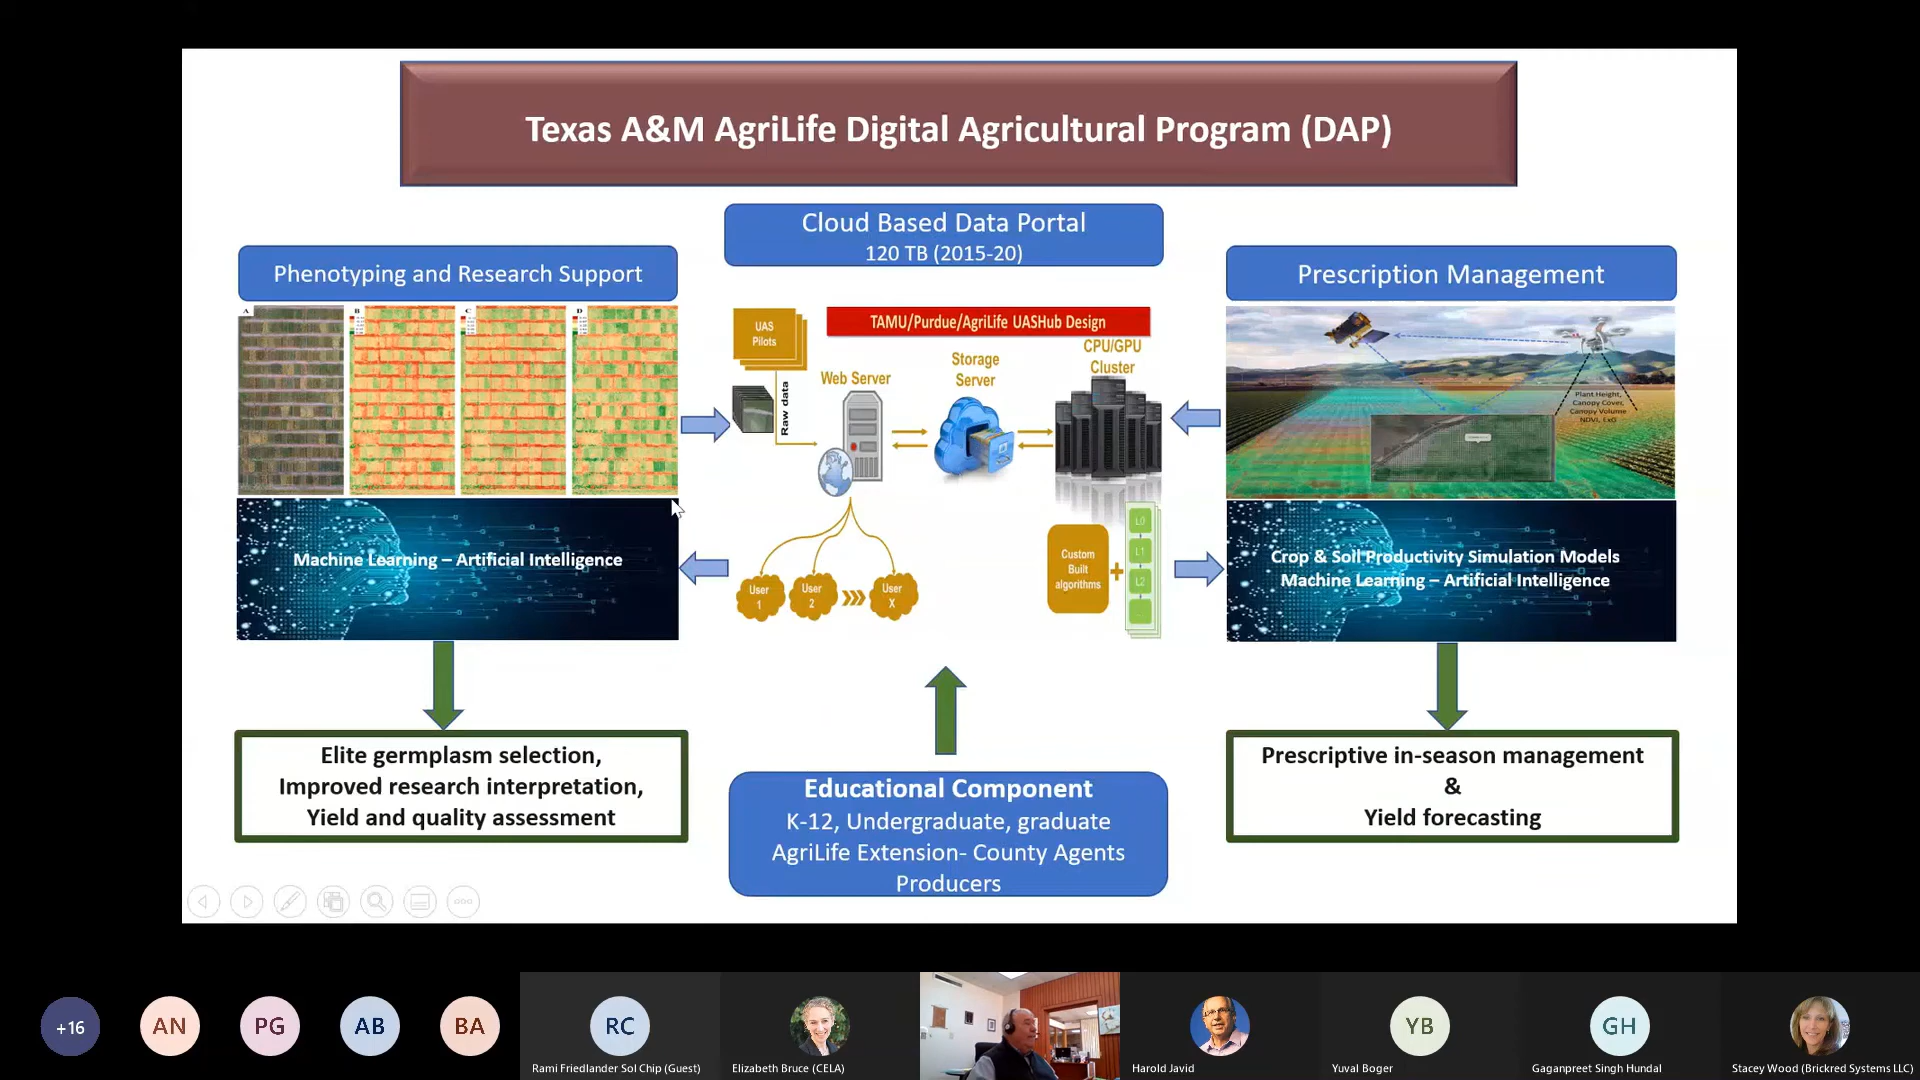 Texas A&M AgriLife Digital Agricultural Program (DAP)
Cloud Based Data Portal
120 TB (2015-20)
Phenotyping and Research Support
Prescription Management
A
B
C
D
UAS
Pilots
TAMU/Purdue/AgriLife UASHub Design
CPU/GPU
Cluster
Storage
Server
Web Server
Raw data
Plant Height,
Canopy Cover,
Canopy Volume
NDVI, ExG
Machine Learning – Artificial Intelligence
User
1
User
2
User
X
Custom
Built
algorithms
+
L0
L1
L2
Crop & Soil Productivity Simulation Models
Machine Learning – Artificial Intelligence
Elite germplasm selection,
Improved research interpretation,
Yield and quality assessment
Educational Component
K-12, Undergraduate, graduate
AgriLife Extension- County Agents
Producers
Prescriptive in-season management
&
Yield forecasting
+16
AN
PG
AB
BA
RC
YB
GH
Rami Friedlander Sol Chip (Guest)
Elizabeth Bruce (CELA)
Harold Javid
Yuval Boger
Gaganpreet Singh Hundal
Stacey Wood (Brickred Systems LLC)